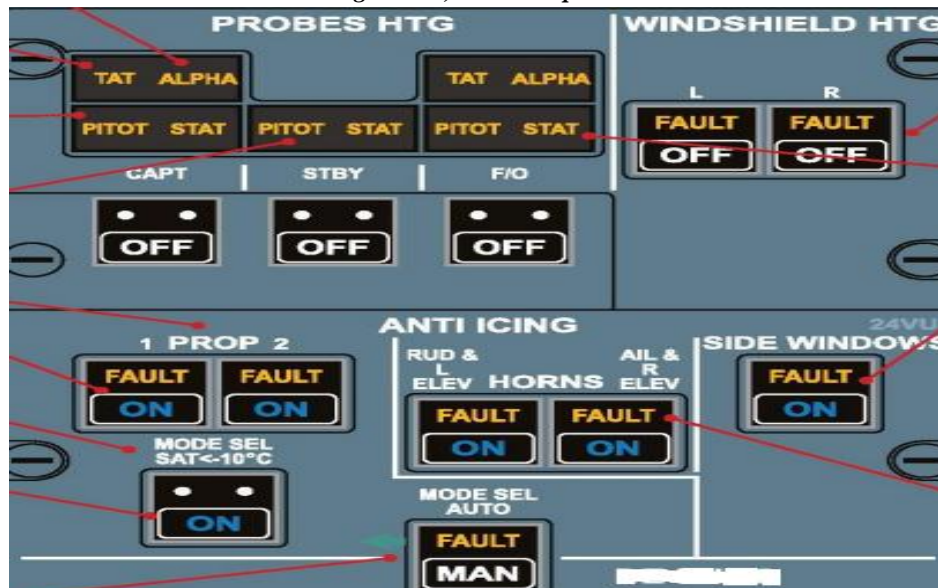 PROBES HTG
WINDSHIELD HTG
TAT ALPHA
TAT ALPHA
PITOT STAT
PITOT STAT
PITOT STAT
L
R
FAULT
FAULT
OFF
OFF
CAPT
STBY
F/O
OFF
OFF
OFF
ANTI ICING
24VU
1 PROP 2
FAULT
FAULT
ON
ON
RUD &
L
ELEV
HORNS
AIL &
R
ELEV
FAULT
FAULT
ON
ON
SIDE WINDOWS
FAULT
ON
MODE SEL
SAT<-10°C
ON
MODE SEL
AUTO
FAULT
MAN